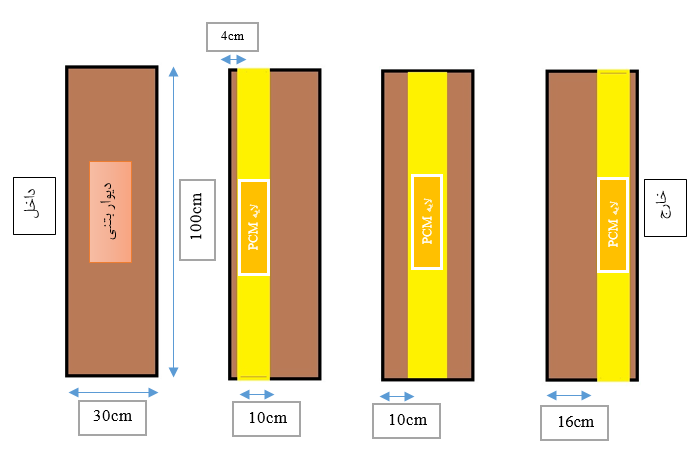 4cm
داخل
دیوار بتنی
100cm
لایه PCM
لایه PCM
لایه PCM
خارج
30cm
10cm
10cm
16cm